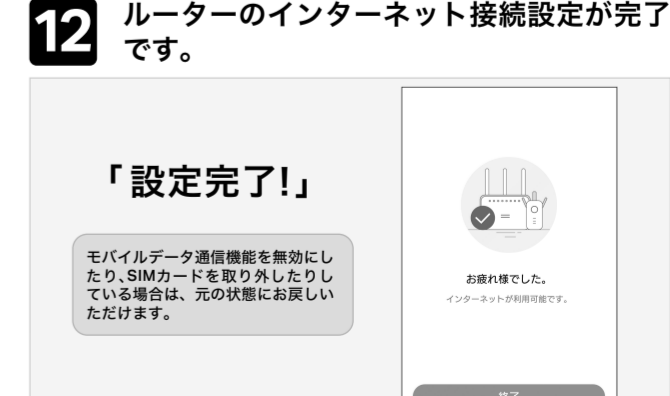 12
ルーターのインターネット接続設定が完了
です。
「設定完了!」
モバイルデータ通信機能を無効にし
たり、SIMカードを取り外したりし
ている場合は、元の状態にお戻しい
ただけます。
お疲れ様でした。
インターネットが利用可能です。
終了